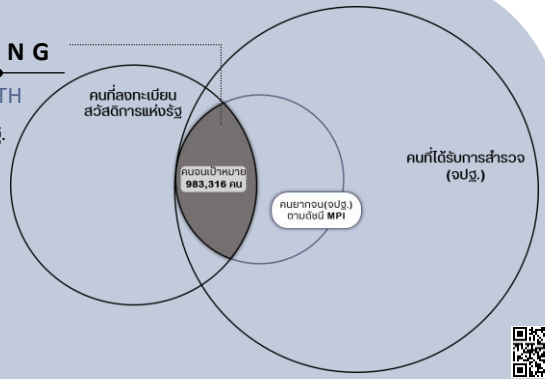 N G
TH
ฐ.
คนที่ลงทะเบียน
สวัสดิการแห่งรัฐ
คนจนเป้าหมาย
983,316 คน
คนยากจน(จปฐ.)
ตามดัชนี MPI
คนที่ได้รับการสำรวจ
(จปฐ.)